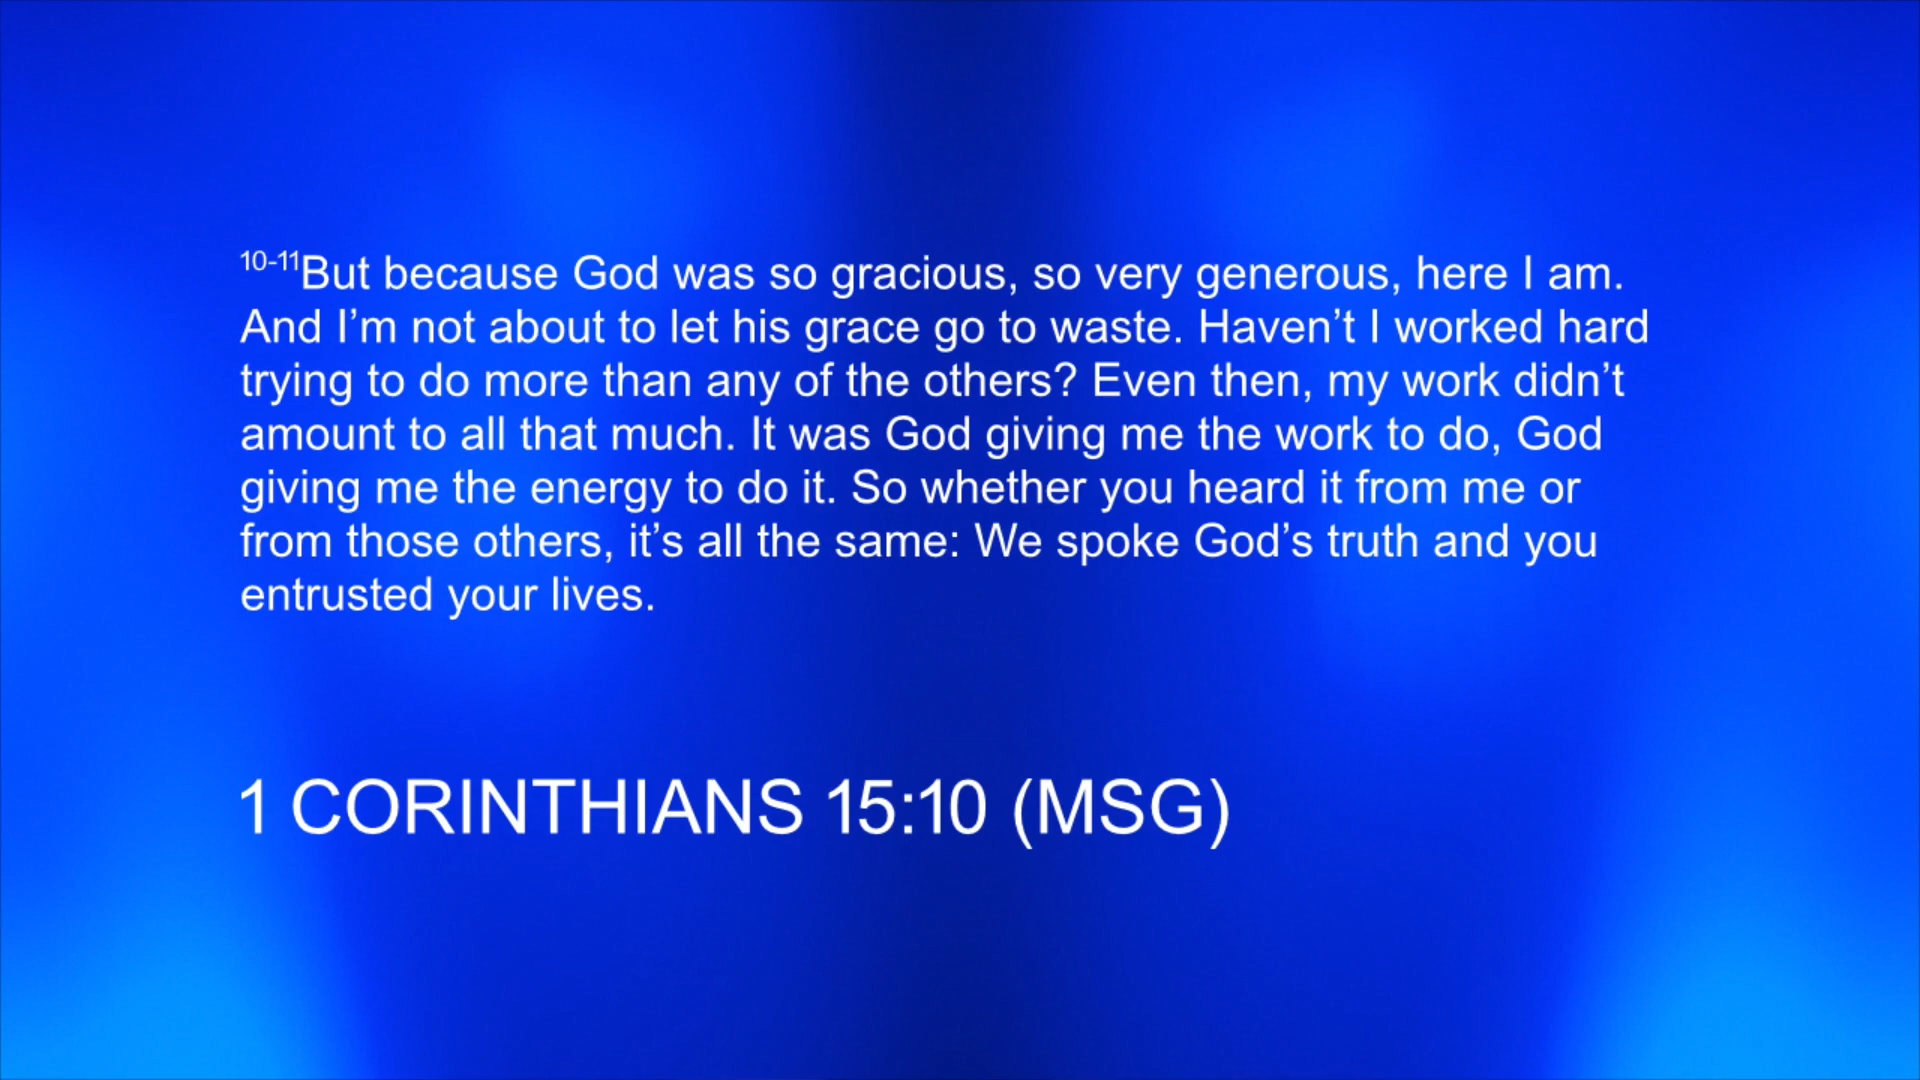 10-11But because God was so gracious, so very generous, here I am.
And I’m not about to let his grace go to waste. Haven’t I worked hard
trying to do more than any of the others? Even then, my work didn’t
amount to all that much. It was God giving me the work to do, God
giving me the energy to do it. So whether you heard it from me or
from those others, it’s all the same: We spoke God’s truth and you
entrusted your lives.
1 CORINTHIANS 15:10 (MSG)